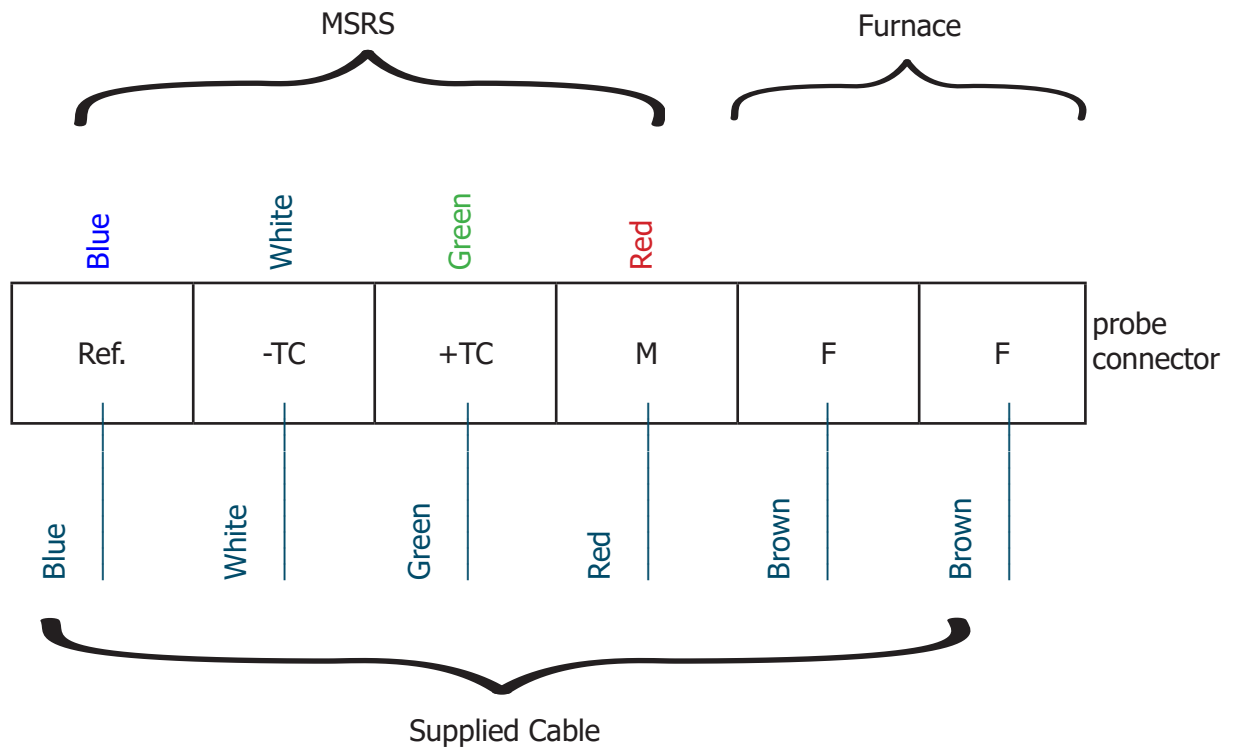 MSRS
Furnace
Blue
White
Green
Red
Ref.
-TC
+TC
M
F
F
probe
connector
Blue
White
Green
Red
Brown
Brown
Supplied Cable